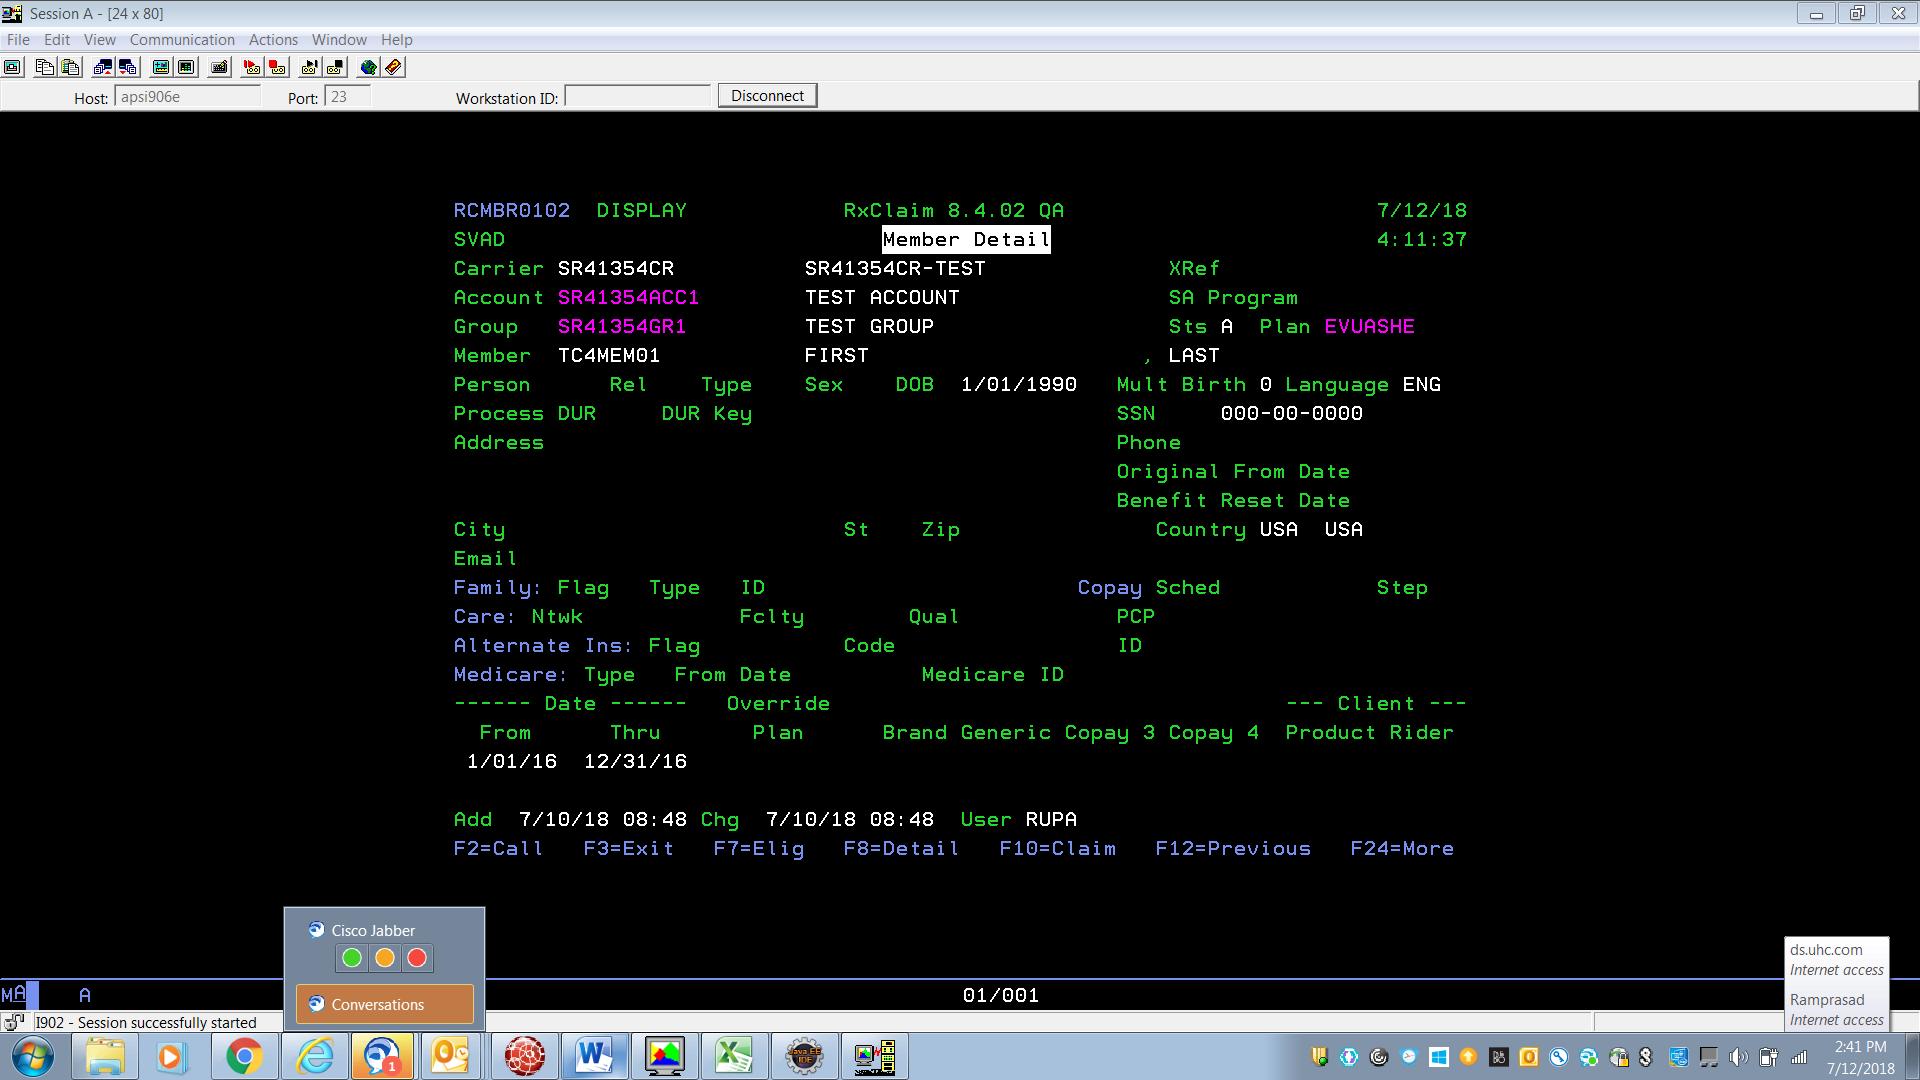 Session A - [24 x 80]
File Edit View Communication Actions Window Help
Host: apsi906e Port: 23 Workstation ID: Disconnect
RCMBR0102 DISPLAY RxClaim 8.4.02 QA 7/12/18
SVAD Member Detail 4:11:37
Carrier SR41354CR SR41354CR-TEST XRef
Account SR41354ACC1 TEST ACCOUNT SA Program
Group SR41354GR1 TEST GROUP Sts A Plan EVUASHE
Member TC4MEM01 FIRST , LAST
Person Rel Type Sex DOB 1/01/1990 Mult Birth 0 Language ENG
Process DUR DUR Key SSN 000-00-0000
Address Phone
Original From Date
Benefit Reset Date
City St Zip Country USA USA
Email
Family: Flag Type ID Copay Sched Step
Care: Ntwk Fclty Qual PCP
Alternate Ins: Flag Code ID
Medicare: Type From Date Medicare ID
------ Date ------ Override --- Client ---
From Thru Plan Brand Generic Copay 3 Copay 4 Product Rider
1/01/16 12/31/16
Add 7/10/18 08:48 Chg 7/10/18 08:48 User RUPA
F2=Call F3=Exit F7=Elig F8=Detail F10=Claim F12=Previous F24=More
Cisco Jabber
Conversations
ds.uhc.com
Internet access
Ramprasad
Internet access
MA A 01/001
I902 - Session successfully started
1
Java EE
IDE
2:41 PM
7/12/2018